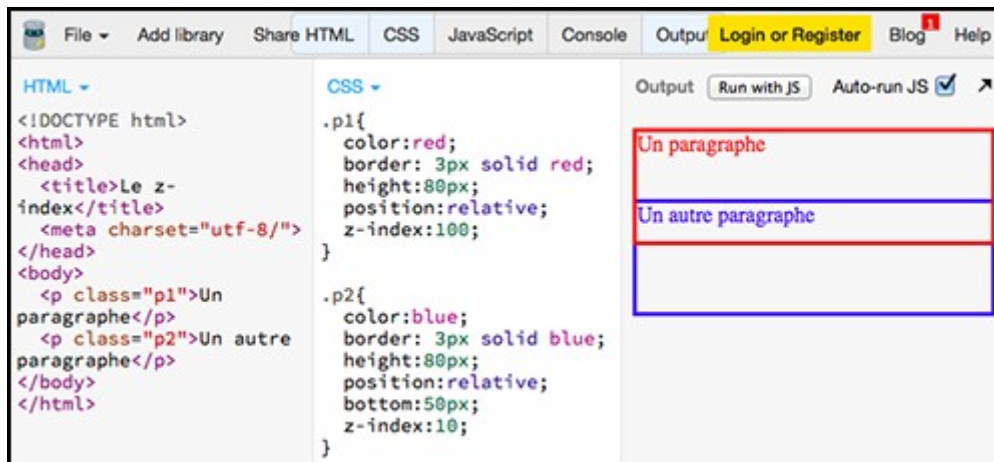 File Add library Share HTML CSS JavaScript Console Output Login or Register Blog 1 Help
HTML
<!DOCTYPE html>
<html>
<head>
<title>Le z-
index</title>
<meta charset="utf-8/">
</head>
<body>
<p class="p1">Un
paragraphe</p>
<p class="p2">Un autre
paragraphe</p>
</body>
</html>
CSS
.p1{
color:red;
border: 3px solid red;
height:80px;
position:relative;
z-index:100;
}
.p2{
color:blue;
border: 3px solid blue;
height:80px;
position:relative;
bottom:50px;
z-index:10;
}
Output Run with JS Auto-run JS
Un paragraphe
Un autre paragraphe